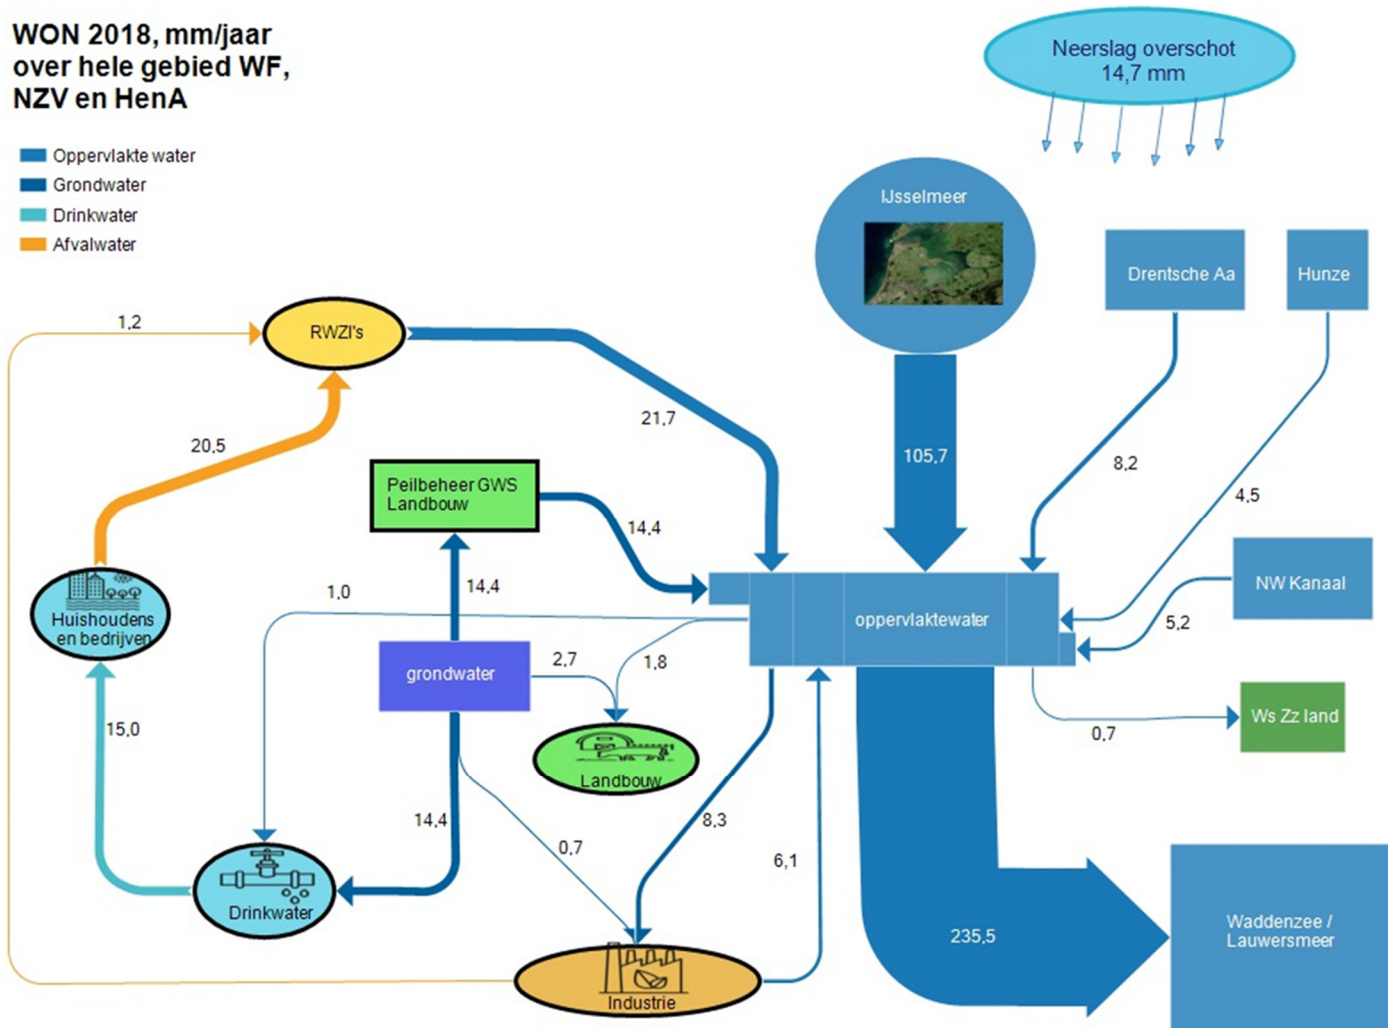 WON 2018, mm/jaar
over hele gebied WF,
NZV en HenA
Oppervlakte water
Grondwater
Drinkwater
Afvalwater
Neerslag overschot
14,7 mm
IJsselmeer
Drentsche Aa
Hunze
1,2
RWZI's
21,7
20,5
105,7
8,2
4,5
Peilbeheer GWS
Landbouw
14,4
14,4
NW Kanaal
1,0
Huishoudens
en bedrijven
oppervlaktewater
5,2
grondwater
2,7
1,8
15,0
Ws Zz land
0,7
Landbouw
14,4
0,7
8,3
6,1
Drinkwater
235,5
Waddenzee /
Lauwersmeer
Industrie